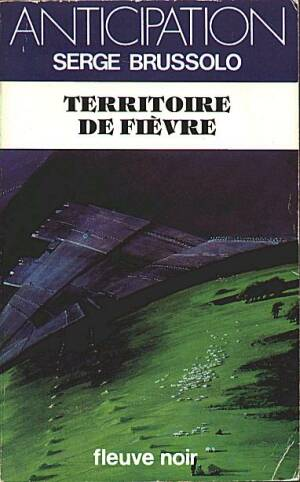 ANTICIPATION
SERGE BRUSSOLO
TERRITOIRE
DE FIÈVRE
fleuve noir